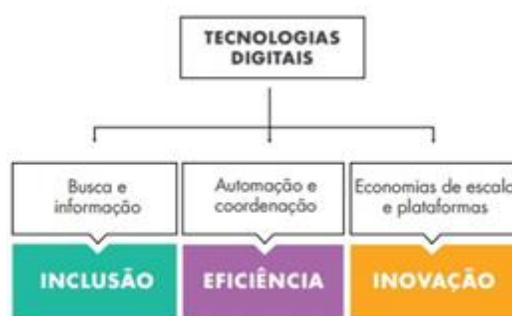 TECNOLOGIAS
DIGITAIS
Busca e
informação
Automação e
coordenação
Economias de escala
e plataformas
INCLUSÃO
EFICIÊNCIA
INOVAÇÃO